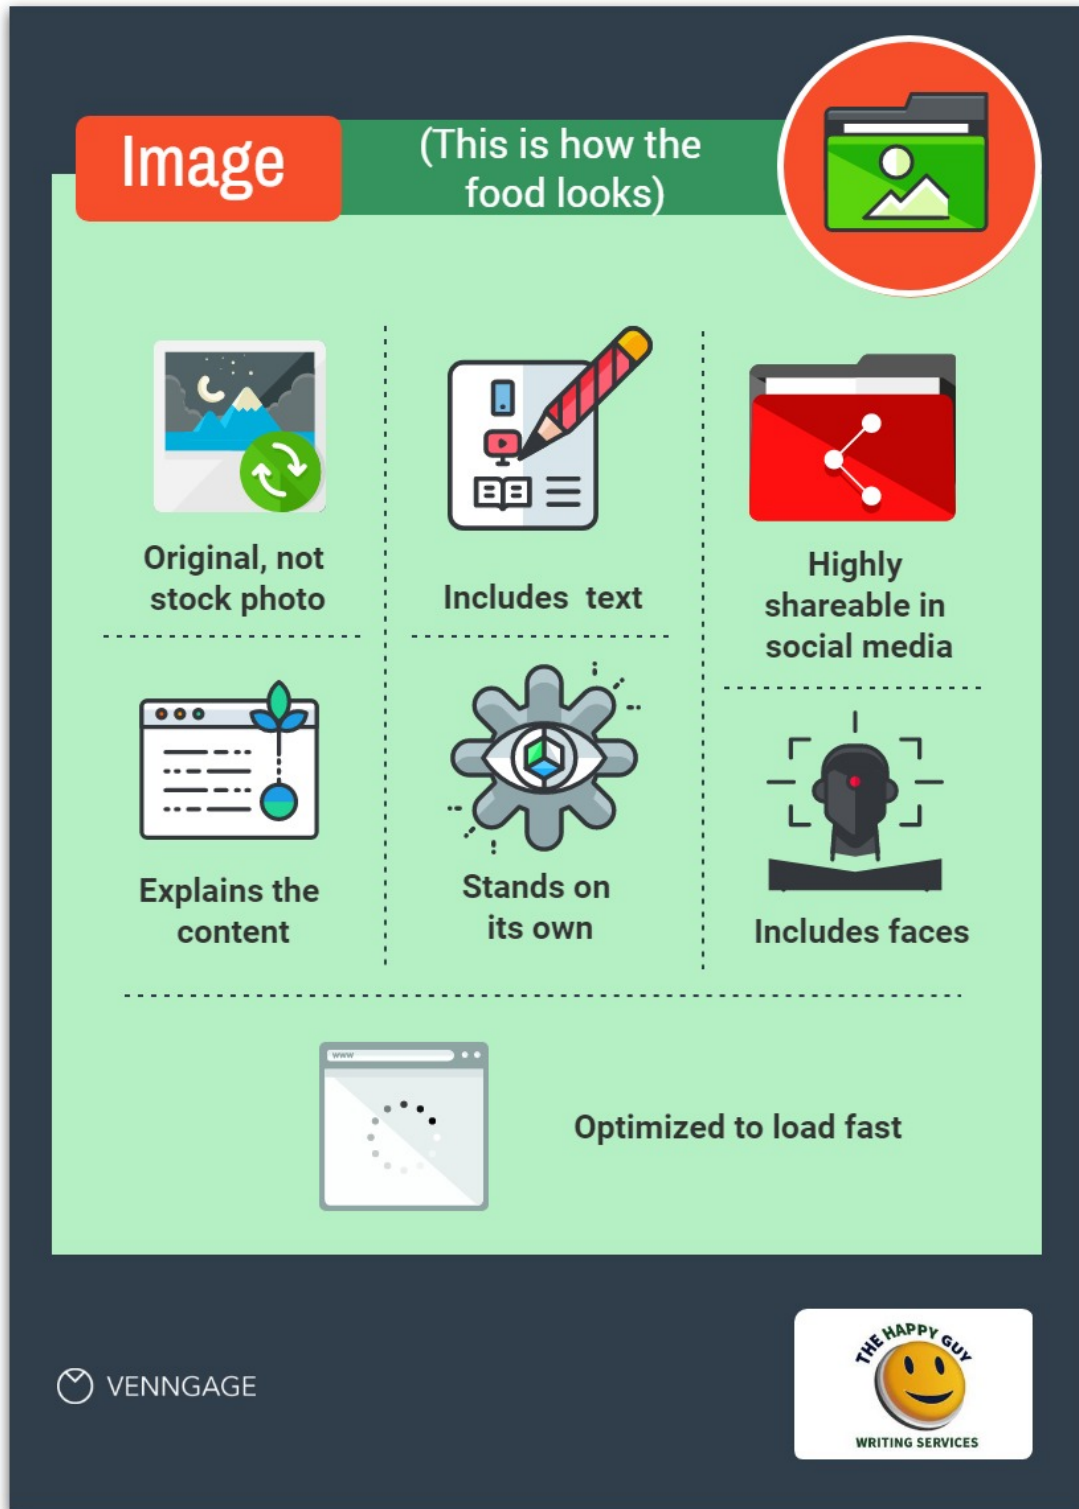 Image
(This is how the
food looks)
Original, not
stock photo
Includes text
Highly
shareable in
social media
Explains the
content
Stands on
its own
Includes faces
www
Optimized to load fast
VENNGAGE
THE HAPPY GUY
WRITING SERVICES